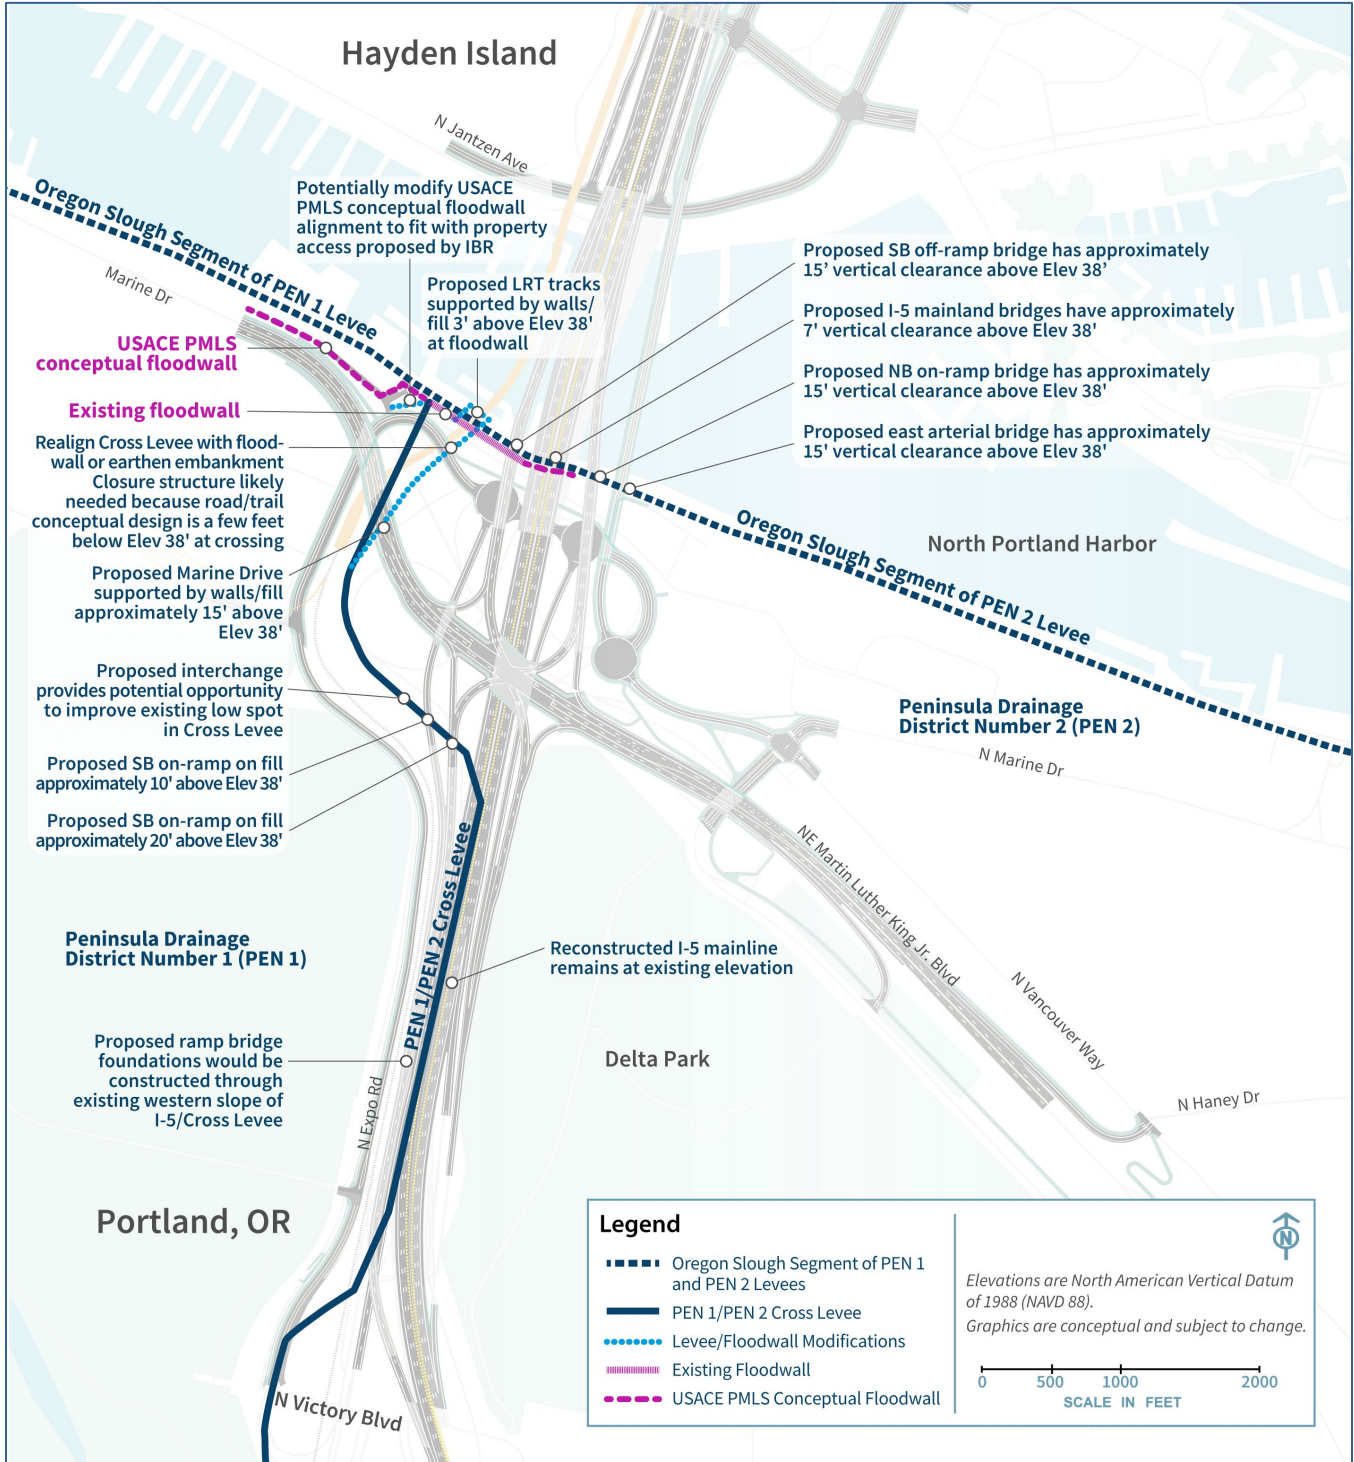 Hayden Island
N Jantzen Ave
Oregon Slough Segment of PEN 1 Levee
Marine Dr
Potentially modify USACE
PMLS conceptual floodwall
alignment to fit with property
access proposed by IBR
Proposed LRT tracks
supported by walls/
fill 3' above Elev 38'
at floodwall
Proposed SB off-ramp bridge has approximately
15’ vertical clearance above Elev 38’
Proposed I-5 mainland bridges have approximately
7' vertical clearance above Elev 38'
Proposed NB on-ramp bridge has approximately
15' vertical clearance above Elev 38'
Proposed east arterial bridge has approximately
15' vertical clearance above Elev 38'
USACE PMLS
conceptual floodwall
Existing floodwall
Realign Cross Levee with flood-
wall or earthen embankment
Closure structure likely
needed because road/trail
conceptual design is a few feet
below Elev 38' at crossing
Proposed Marine Drive
supported by walls/fill
approximately 15' above
Elev 38'
Proposed interchange
provides potential opportunity
to improve existing low spot
in Cross Levee
Proposed SB on-ramp on fill
approximately 10' above Elev 38'
Proposed SB on-ramp on fill
approximately 20' above Elev 38'
Oregon Slough Segment of PEN 2 Levee
North Portland Harbor
Peninsula Drainage
District Number 2 (PEN 2)
N Marine Dr
NE Martin Luther King Jr. Blvd
N Vancouver Way
N Haney Dr
PEN 1/PEN 2 Cross Levee
Peninsula Drainage
District Number 1 (PEN 1)
Reconstructed I-5 mainline
remains at existing elevation
Delta Park
Proposed ramp bridge
foundations would be
constructed through
existing western slope of
I-5/Cross Levee
N Expo Rd
Portland, OR
N Victory Blvd
Legend
Oregon Slough Segment of PEN 1
and PEN 2 Levees
PEN 1/PEN 2 Cross Levee
Levee/Floodwall Modifications
Existing Floodwall
USACE PMLS Conceptual Floodwall
N
Elevations are North American Vertical Datum
of 1988 (NAVD 88).
Graphics are conceptual and subject to change.
0 500 1000 2000
SCALE IN FEET